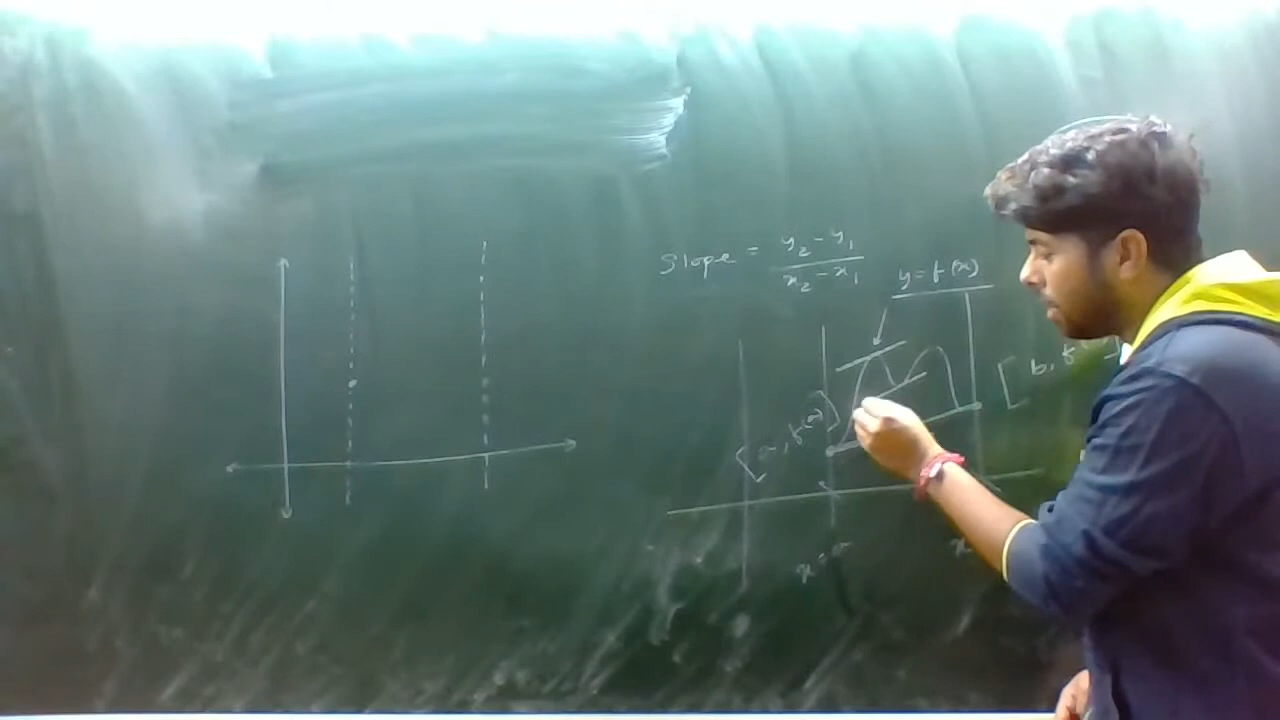 Slope = y₂ - y₁ / x₂ - x₁
y = f(x)
[a, f(a)]
[b, f
x = a
x